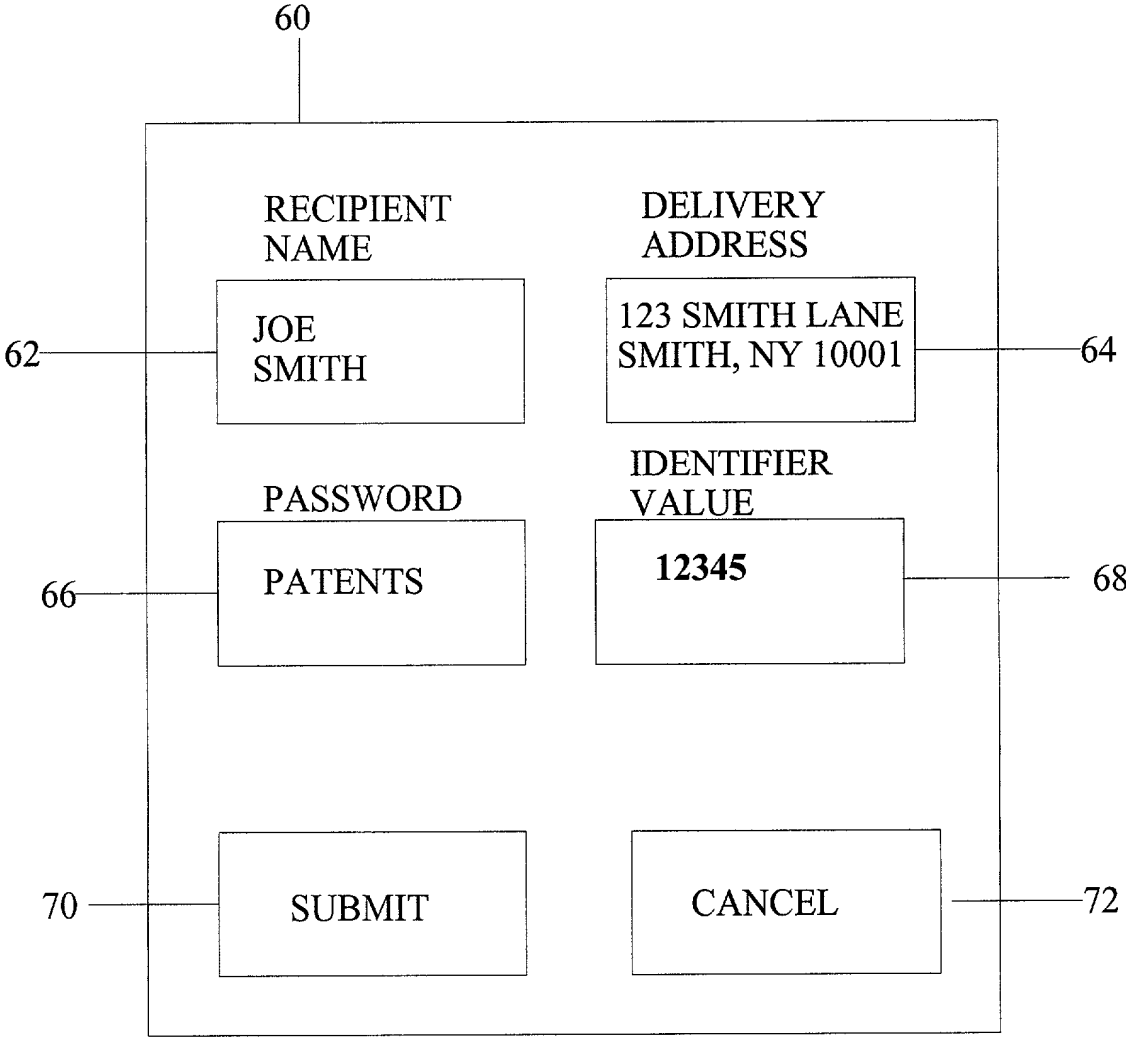 60
RECIPIENT
NAME
DELIVERY
ADDRESS
JOE
SMITH
123 SMITH LANE
SMITH, NY 10001
62
64
PASSWORD
IDENTIFIER
VALUE
PATENTS
12345
66
68
SUBMIT
CANCEL
70
72